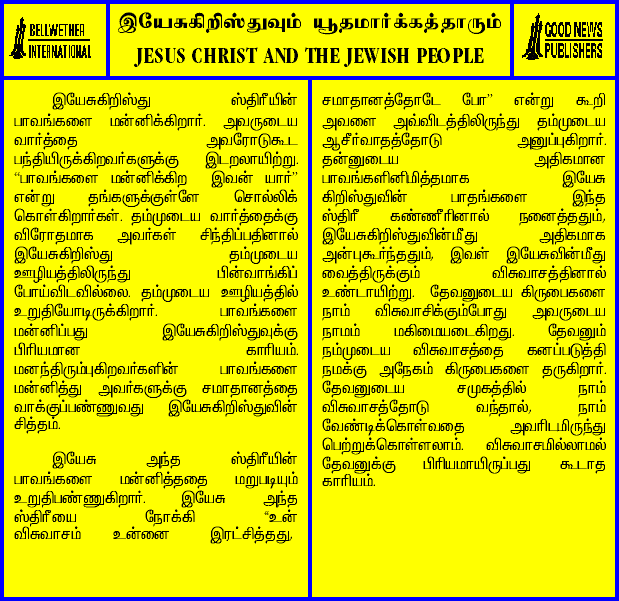 BELLWETHER
INTERNATIONAL
இயேசுகிறிஸ்துவும் யூதமார்க்கத்தாரும்
JESUS CHRIST AND THE JEWISH PEOPLE
GOOD NEWS
PUBLISHERS
இயேசுகிறிஸ்து ஸ்திரீயின்
பாவங்களை மன்னிக்கிறார். அவருடைய
வார்த்தை அவரோடுகூட
பந்தியிருக்கிறவர்களுக்கு இடறலாயிற்று.
“பாவங்களை மன்னிக்கிற இவன் யார்”
என்று தங்களுக்குள்ளே சொல்லிக்
கொள்கிறார்கள். தம்முடைய வார்த்தைக்கு
விரோதமாக அவர்கள் சிந்திப்பதினால்
இயேசுகிறிஸ்து தம்முடைய
ஊழியத்திலிருந்து பின்வாங்கிப்
போய்விடவில்லை. தம்முடைய ஊழியத்தில்
உறுதியோடிருக்கிறார். பாவங்களை
மன்னிப்பது இயேசுகிறிஸ்துவுக்கு
பிரியமான காரியம்.
மனந்திரும்புகிறவர்களின் பாவங்களை
மன்னித்து அவர்களுக்கு சமாதானத்தை
வாக்குப்பண்ணுவது இயேசுகிறிஸ்துவின்
சித்தம்.
இயேசு அந்த ஸ்திரீயின்
பாவங்களை மன்னித்ததை மறுபடியும்
உறுதிபண்ணுகிறார். இயேசு அந்த
ஸ்திரீயை நோக்கி “உன்
விசுவாசம் உன்னை இரட்சித்தது,
சமாதானத்தோடே போ” என்று கூறி
அவளை அவ்விடத்திலிருந்து தம்முடைய
ஆசீர்வாதத்தோடு அனுப்புகிறார்.
தன்னுடைய அதிகமான
பாவங்களினிமித்தமாக இயேசு
கிறிஸ்துவின் பாதங்களை இந்த
ஸ்திரீ கண்ணீரினால் நனைத்ததும்,
இயேசுகிறிஸ்துவின்மீது அதிகமாக
அன்புகூர்ந்ததும், இவள் இயேசுவின்மீது
வைத்திருக்கும் விசுவாசத்தினால்
உண்டாயிற்று. தேவனுடைய கிருபைகளை
நாம் விசுவாசிக்கும்போது அவருடைய
நாமம் மகிமையடைகிறது. தேவனும்
நம்முடைய விசுவாசத்தை கனப்படுத்தி
நமக்கு அநேகம் கிருபைகளை தருகிறார்.
தேவனுடைய சமுகத்தில் நாம்
விசுவாசத்தோடு வந்தால், நாம்
வேண்டிக்கொள்வதை அவரிடமிருந்து
பெற்றுக்கொள்ளலாம். விசுவாசமில்லாமல்
தேவனுக்கு பிரியமாயிருப்பது கூடாத
காரியம்.